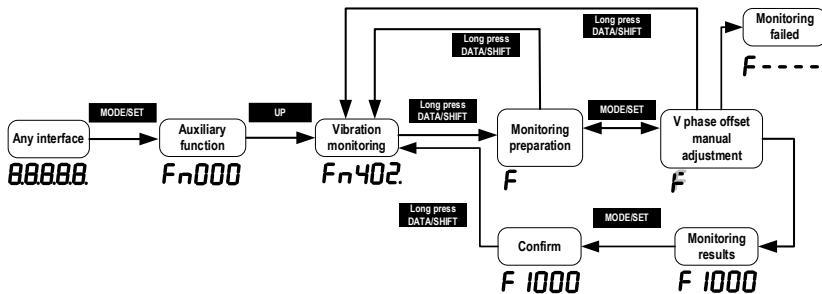 Long press
DATA/SHIFT
Monitoring
failed
F----
Long press
DATA/SHIFT
MODE/SET
UP
Long press
DATA/SHIFT
MODE/SET
Any interface
Auxiliary
function
Vibration
monitoring
Monitoring
preparation
V phase offset
manual
adjustment
8.8.8.8.8.
Fn000
Fn402.
F
F
Long press
DATA/SHIFT
MODE/SET
Confirm
Monitoring
results
F 1000
F 1000